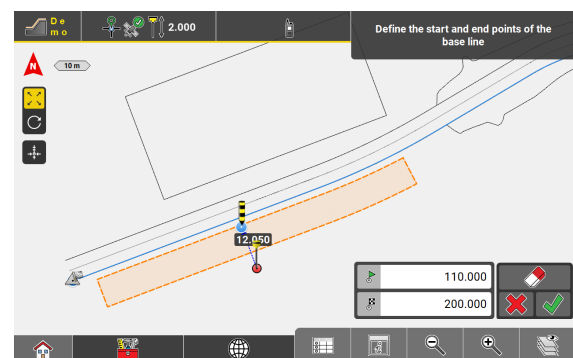 De
mo
2.000
Define the start and end points of the
base line
N
10 m
12.050
110.000
200.000